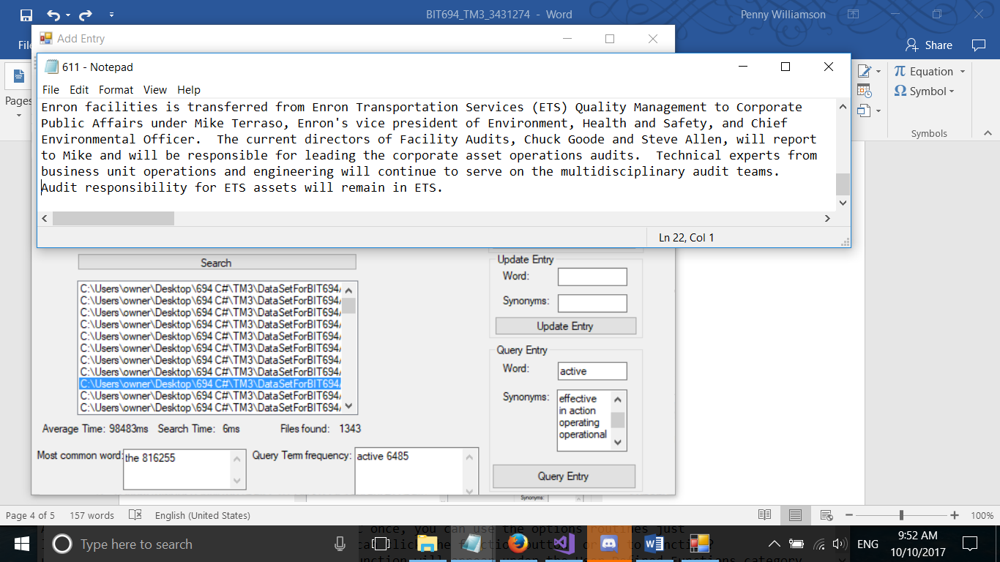 BIT694_TM3_3431274 - Word
Penny Williamson
Add Entry
Share
611 - Notepad
File Edit Format View Help
Enron facilities is transferred from Enron Transportation Services (ETS) Quality Management to Corporate
Public Affairs under Mike Terraso, Enron's vice president of Environment, Health and Safety, and Chief
Environmental Officer.  The current directors of Facility Audits, Chuck Goode and Steve Allen, will report
to Mike and will be responsible for leading the corporate asset operations audits.  Technical experts from
business unit operations and engineering will continue to serve on the multidisciplinary audit teams.
Audit responsibility for ETS assets will remain in ETS.
Ln 22, Col 1
Pages
Equation
Symbol
Symbols
Search
C:\Users\owner\Desktop\694 C#\TM3\DataSetForBIT694
C:\Users\owner\Desktop\694 C#\TM3\DataSetForBIT694
C:\Users\owner\Desktop\694 C#\TM3\DataSetForBIT694
C:\Users\owner\Desktop\694 C#\TM3\DataSetForBIT694
C:\Users\owner\Desktop\694 C#\TM3\DataSetForBIT694
C:\Users\owner\Desktop\694 C#\TM3\DataSetForBIT694
C:\Users\owner\Desktop\694 C#\TM3\DataSetForBIT694
C:\Users\owner\Desktop\694 C#\TM3\DataSetForBIT694
C:\Users\owner\Desktop\694 C#\TM3\DataSetForBIT694
C:\Users\owner\Desktop\694 C#\TM3\DataSetForBIT694
C:\Users\owner\Desktop\694 C#\TM3\DataSetForBIT694
Average Time: 98483ms Search Time: 6ms Files found: 1343
Most common word: the 816255 Query Term frequency: active 6485
Update Entry
Word:
Synonyms:
Update Entry
Query Entry
Word: active
Synonyms: effective
in action
operating
operational
Query Entry
Synonyms:
Page 4 of 5 157 words English (United States) 100%
once, you can use the options routines just
Type here to search
ENG
9:52 AM
10/10/2017